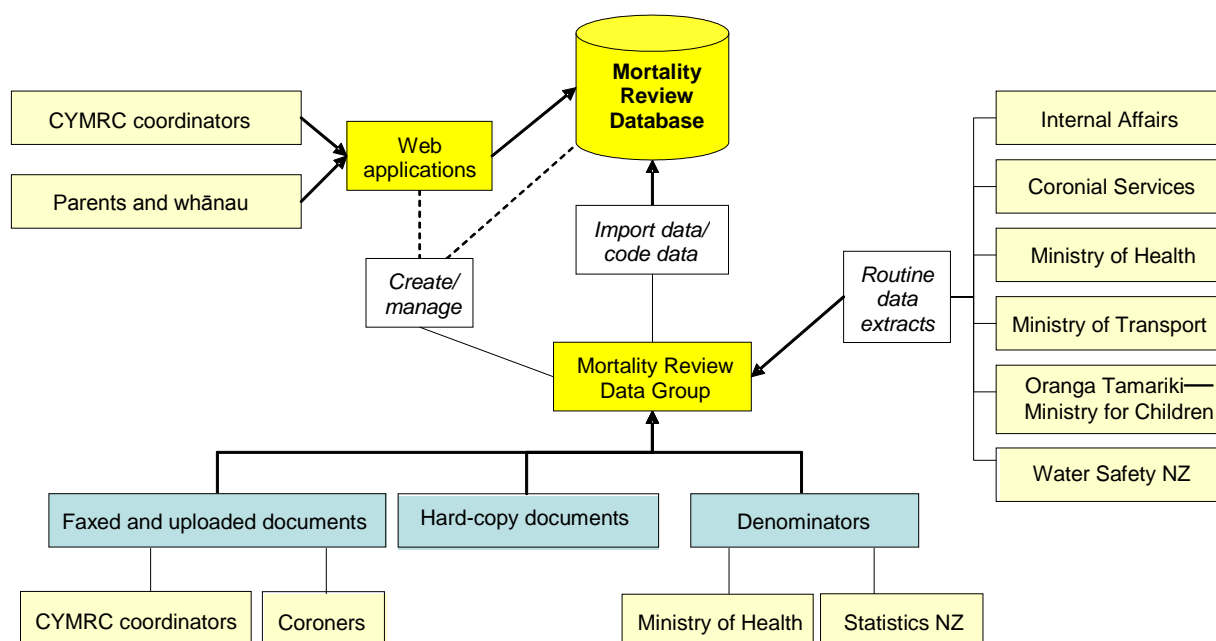 Mortality
Review
Database
CYMRC coordinators
Parents and whānau
Web
applications
Create/
manage
Import data/
code data
Routine
data
extracts
Internal Affairs
Coronial Services
Ministry of Health
Ministry of Transport
Oranga Tamariki—
Ministry for Children
Water Safety NZ
Mortality Review
Data Group
Faxed and uploaded documents
Hard-copy documents
Denominators
CYMRC coordinators
Coroners
Ministry of Health
Statistics NZ